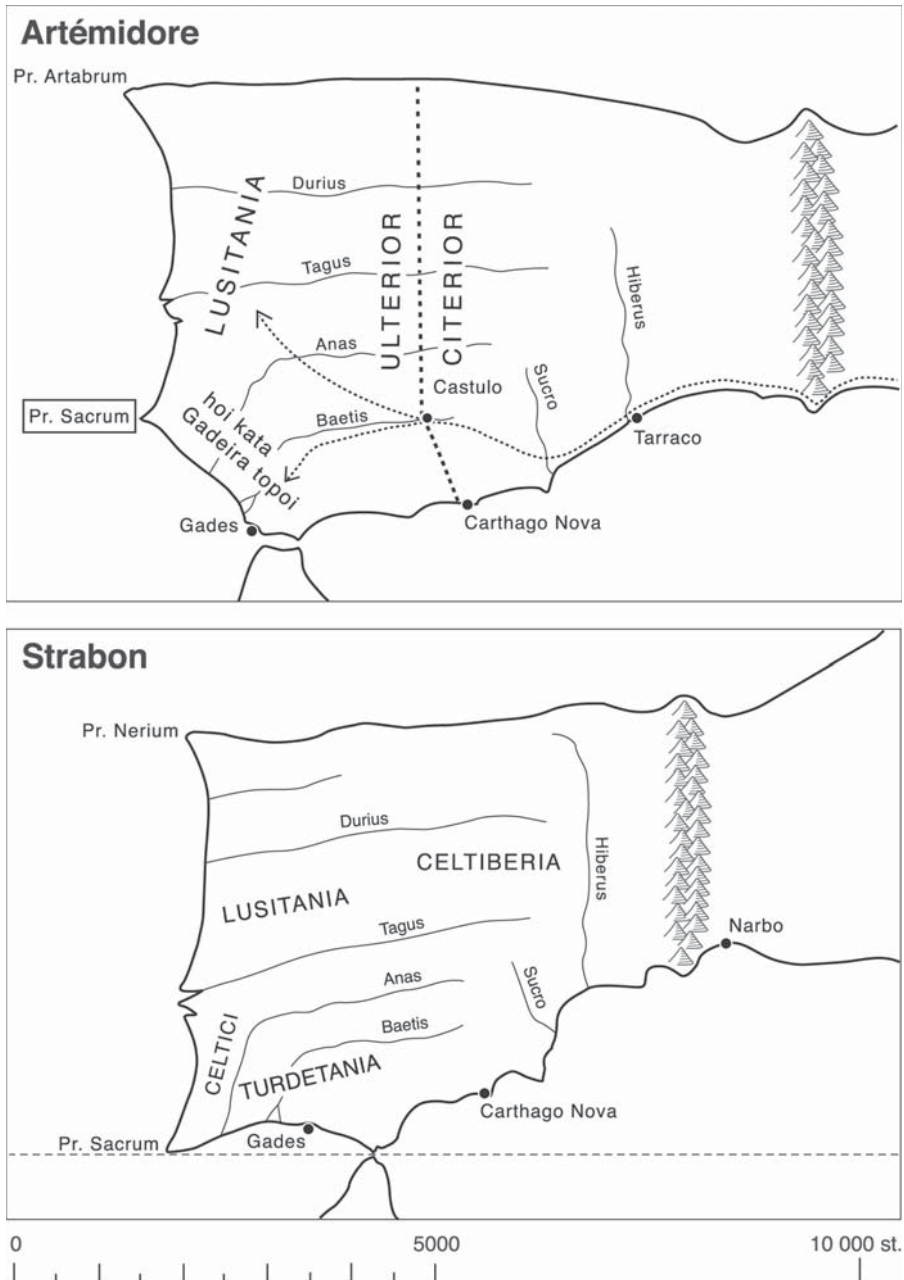 Artémidore
Pr. Artabrum
Durius
LUSITANIA
ULTERIOR
CITERIOR
Tagus
Hiberus
Anas
Sucro
Castulo
hoi kata
Gadeira topoi
Baetis
Pr. Sacrum
Tarraco
Gades
Carthago Nova
Strabon
Pr. Nerium
Durius
CELTIBERIA
Hiberus
LUSITANIA
Tagus
Narbo
Anas
Sucro
CELTICI
Baetis
TURDETANIA
Carthago Nova
Pr. Sacrum
Gades
0 5000 10 000 st.